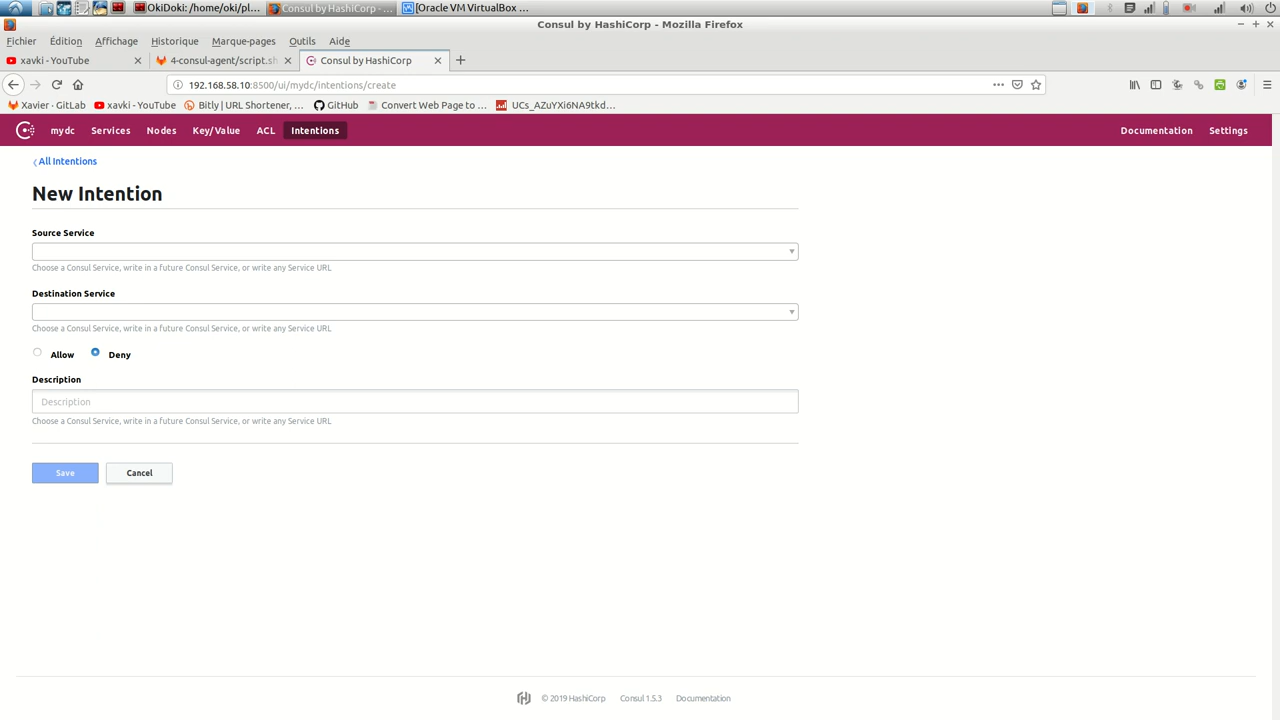 OkiDoki: /home/oki/pl...
Consul by HashiCorp - ...
[Oracle VM VirtualBox ...
Consul by HashiCorp - Mozilla Firefox
Fichier Édition Affichage Historique Marque-pages Outils Aide
xavki - YouTube
4-consul-agent/script.sh
Consul by HashiCorp
192.168.58.10:8500/ui/mydc/intentions/create
Xavier · GitLab
xavki - YouTube
Bitly | URL Shortener, ...
GitHub
Convert Web Page to ...
UCs_AZuYXi6NA9tkd...
mydc Services Nodes Key/Value ACL Intentions Documentation Settings
All Intentions
New Intention
Source Service
Choose a Consul Service, write in a future Consul Service, or write any Service URL
Destination Service
Choose a Consul Service, write in a future Consul Service, or write any Service URL
Allow Deny
Description
Description
Choose a Consul Service, write in a future Consul Service, or write any Service URL
Save Cancel
© 2019 HashiCorp Consul 1.5.3 Documentation